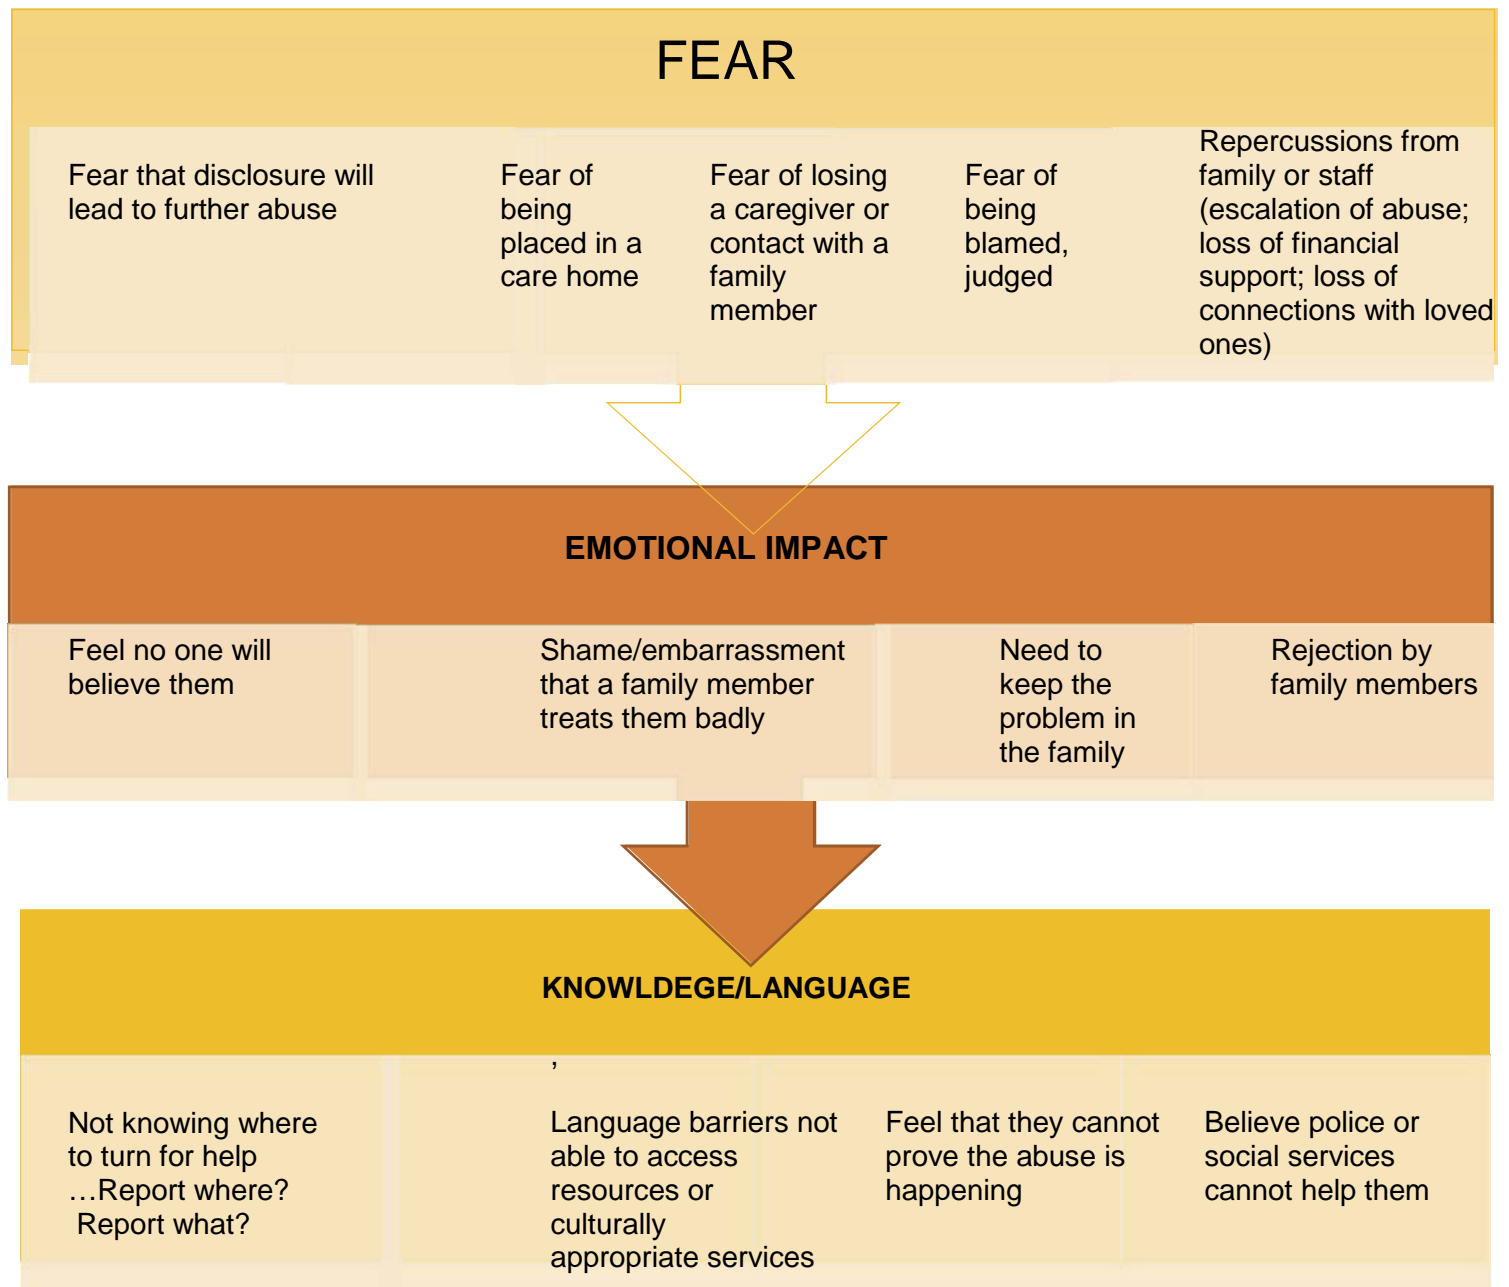 FEAR
Fear that disclosure will
lead to further abuse
Fear of
being
placed in a
care home
Fear of losing
a caregiver or
contact with a
family
member
Fear of
being
blamed,
judged
Repercussions from
family or staff
(escalation of abuse;
loss of financial
support; loss of
connections with loved
ones)
EMOTIONAL IMPACT
Feel no one will
believe them
Shame/embarrassment
that a family member
treats them badly
Need to
keep the
problem in
the family
Rejection by
family members
KNOWLDEGE/LANGUAGE
Not knowing where
to turn for help
…Report where?
Report what?
,
Language barriers not
able to access
resources or
culturally
appropriate services
Feel that they cannot
prove the abuse is
happening
Believe police or
social services
cannot help them